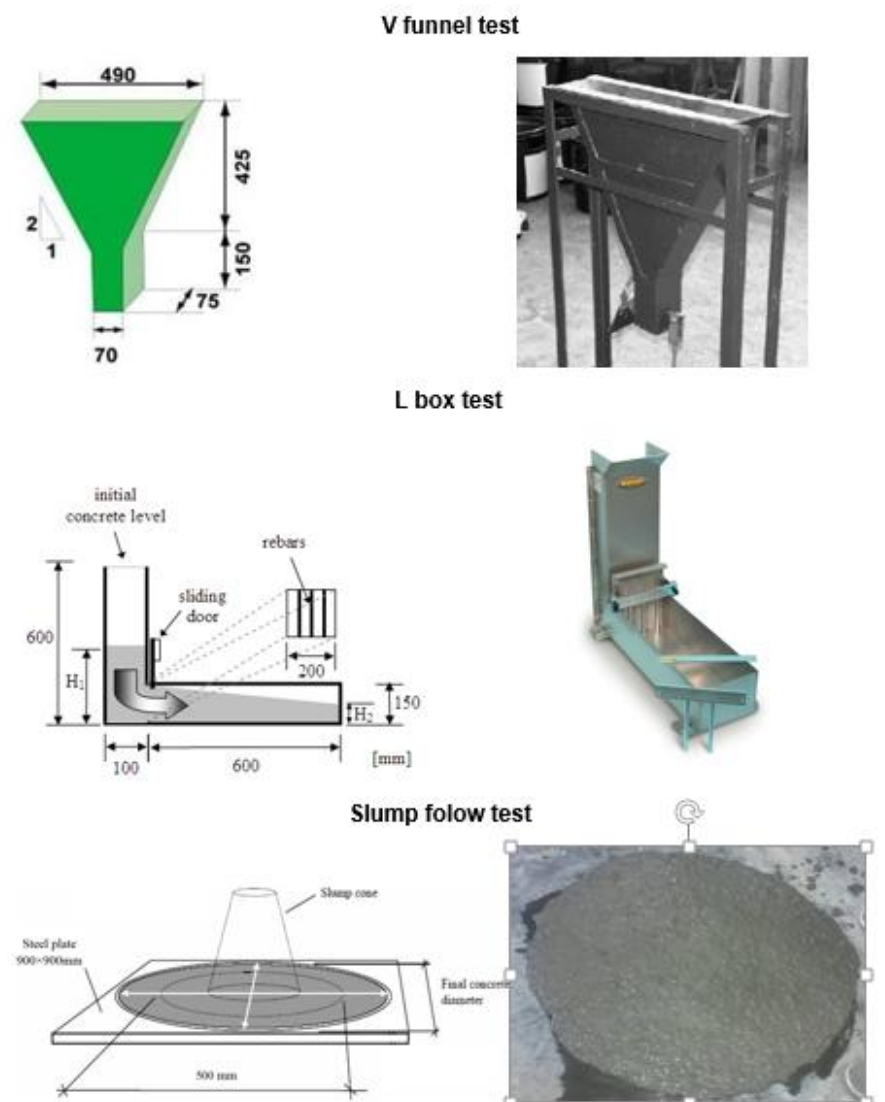 V funnel test
490
425
2
1
150
75
70
L box test
initial
concrete level
rebars
sliding
door
600
H1
200
H2
150
100
600
[mm]
Slump folow test
Slump cone
Steel plate
900×900mm
Final concrete
diameter
500 mm